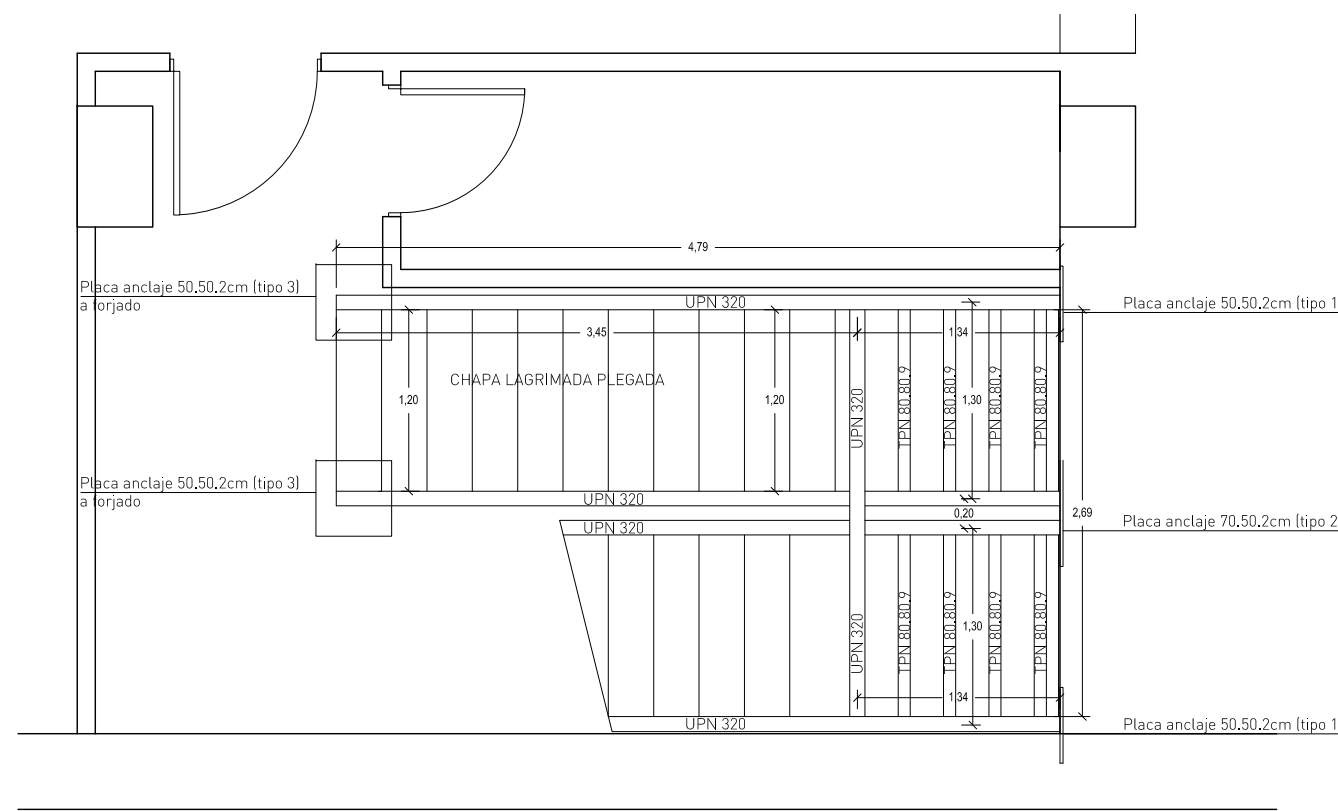 4,79
Placa anclaje 50.50.2cm (tipo 3)
a forjado
UPN 320
Placa anclaje 50.50.2cm (tipo 1
3,45
1,34
CHAPA LAGRIMADA PLEGADA
1,20
1,20
UPN 320
TPN 80.80.9
TPN 80.80.9
1,30
TPN 80.80.9
TPN 80.80.9
Placa anclaje 50.50.2cm (tipo 3)
a forjado
UPN 320
0,20
2,69
UPN 320
Placa anclaje 70.50.2cm (tipo 2
UPN 320
TPN 80.80.9
TPN 80.80.9
1,30
TPN 80.80.9
TPN 80.80.9
1,34
UPN 320
Placa anclaje 50.50.2cm (tipo 1